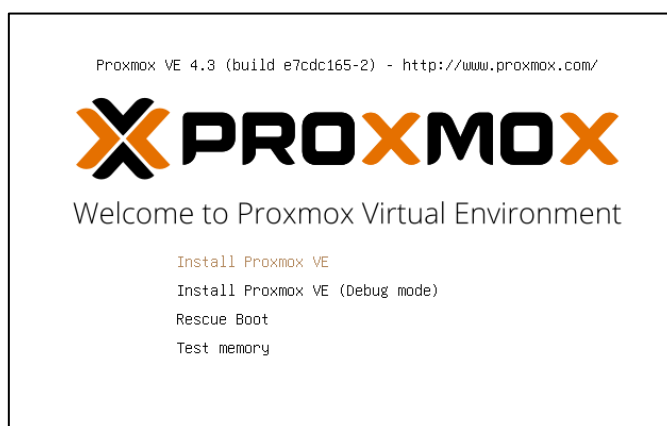 Proxmox VE 4.3 (build e7cdc165-2) - http://www.proxmox.com/
PROXMOX
Welcome to Proxmox Virtual Environment
Install Proxmox VE
Install Proxmox VE (Debug mode)
Rescue Boot
Test memory